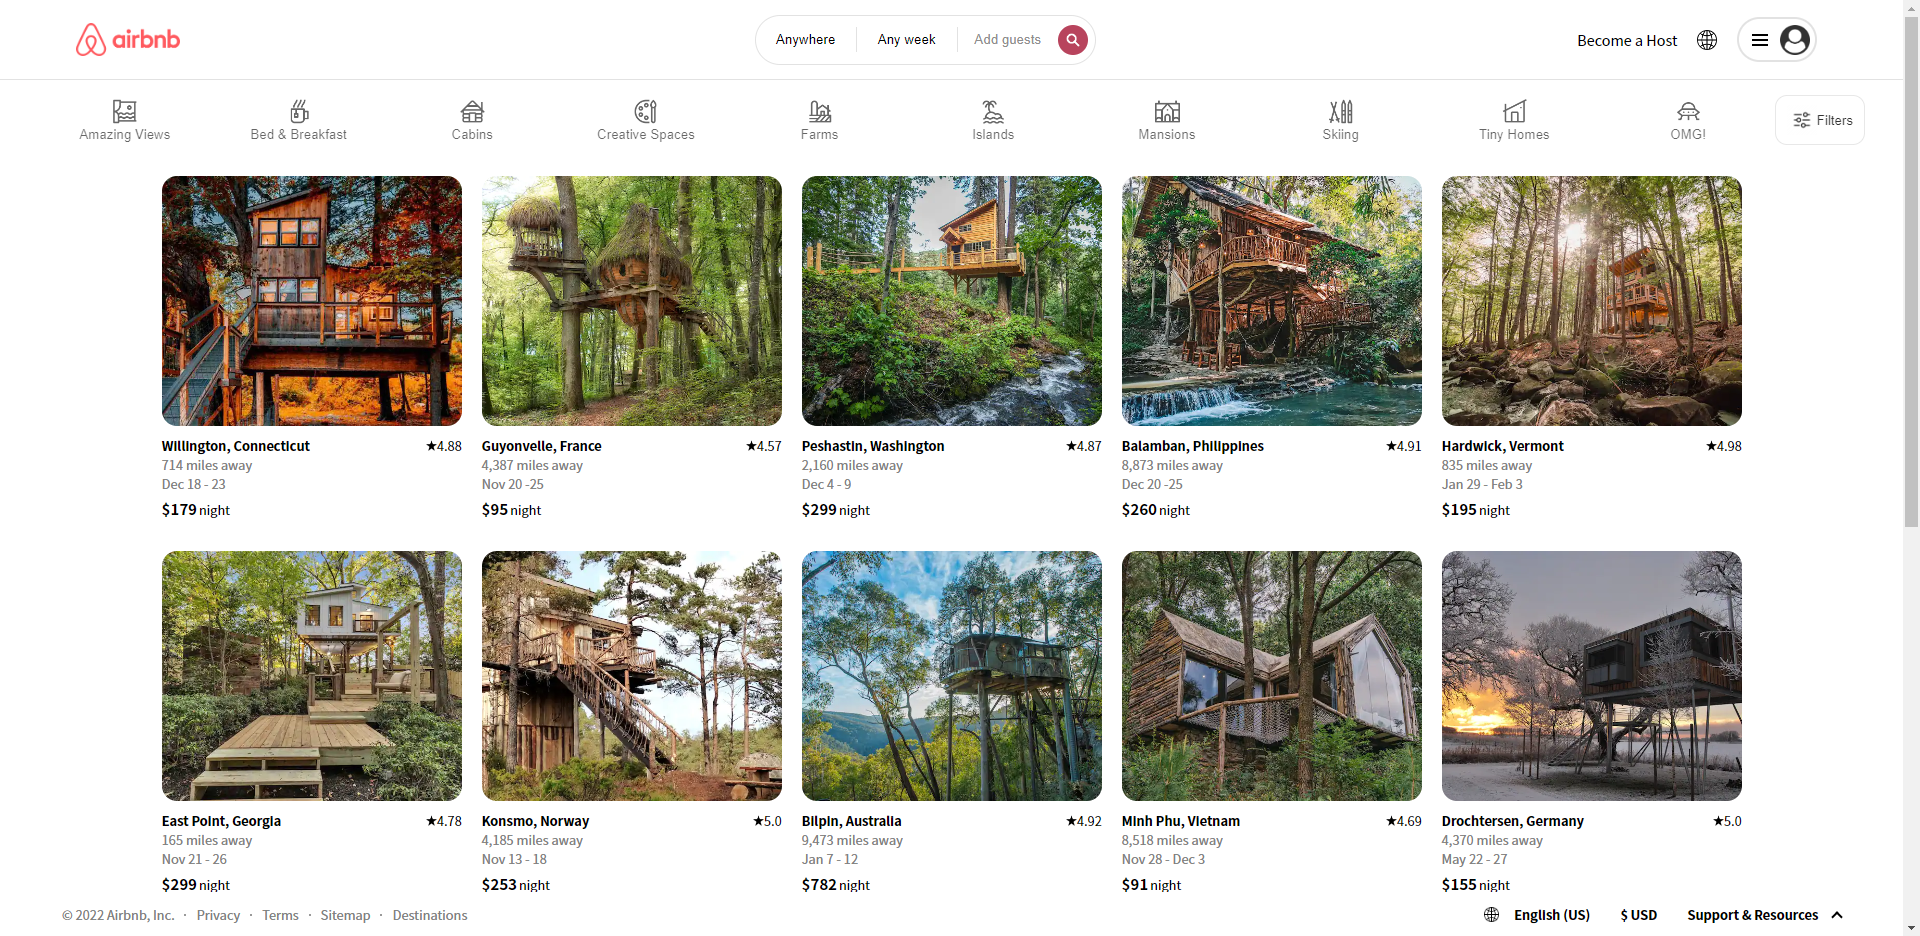 airbnb
Anywhere Any week Add guests
Become a Host
Amazing Views Bed & Breakfast Cabins Creative Spaces Farms Islands Mansions Skiing Tiny Homes OMG! Filters
Willington, Connecticut ★4.88
714 miles away
Dec 18 - 23
$179 night
Guyonvelle, France ★4.57
4,387 miles away
Nov 20 -25
$95 night
Peshastin, Washington ★4.87
2,160 miles away
Dec 4 - 9
$299 night
Balamban, Philippines ★4.91
8,873 miles away
Dec 20 -25
$260 night
Hardwick, Vermont ★4.98
835 miles away
Jan 29 - Feb 3
$195 night
East Point, Georgia ★4.78
165 miles away
Nov 21 - 26
$299 night
Konsmo, Norway ★5.0
4,185 miles away
Nov 13 - 18
$253 night
Bilpin, Australia ★4.92
9,473 miles away
Jan 7 - 12
$782 night
Minh Phu, Vietnam ★4.69
8,518 miles away
Nov 28 - Dec 3
$91 night
Drochtersen, Germany ★5.0
4,370 miles away
May 22 - 27
$155 night
© 2022 Airbnb, Inc. · Privacy · Terms · Sitemap · Destinations
English (US) $ USD Support & Resources